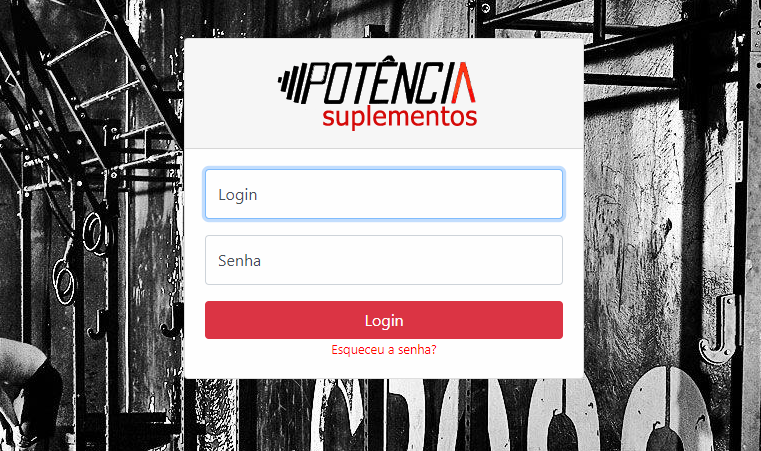 POTÊNCIA
suplementos
Login
Senha
Login
Esqueceu a senha?